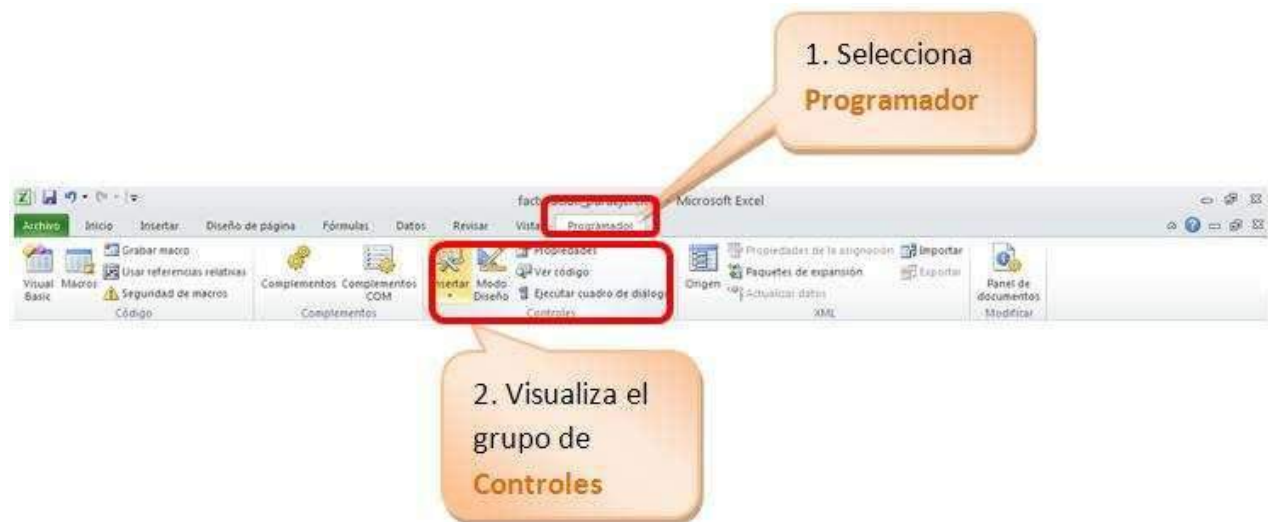 1. Selecciona
Programador
Microsoft Excel
Archivo Inicio Insertar Diseño de página Fórmulas Datos Revisar Vista Programador
Visual Basic
Macros
Grabar macro
Usar referencias relativas
Seguridad de macros
Código
Complementos
Complementos COM
Complementos
Insertar
Modo Diseño
Propiedades
Ver código
Ejecutar cuadro de diálogo
Controles
Origen
Propiedades de la asignación
Paquetes de expansión
Actualizar datos
Importar
Exportar
XML
Panel de documentos
Modificar
2. Visualiza el
grupo de
Controles